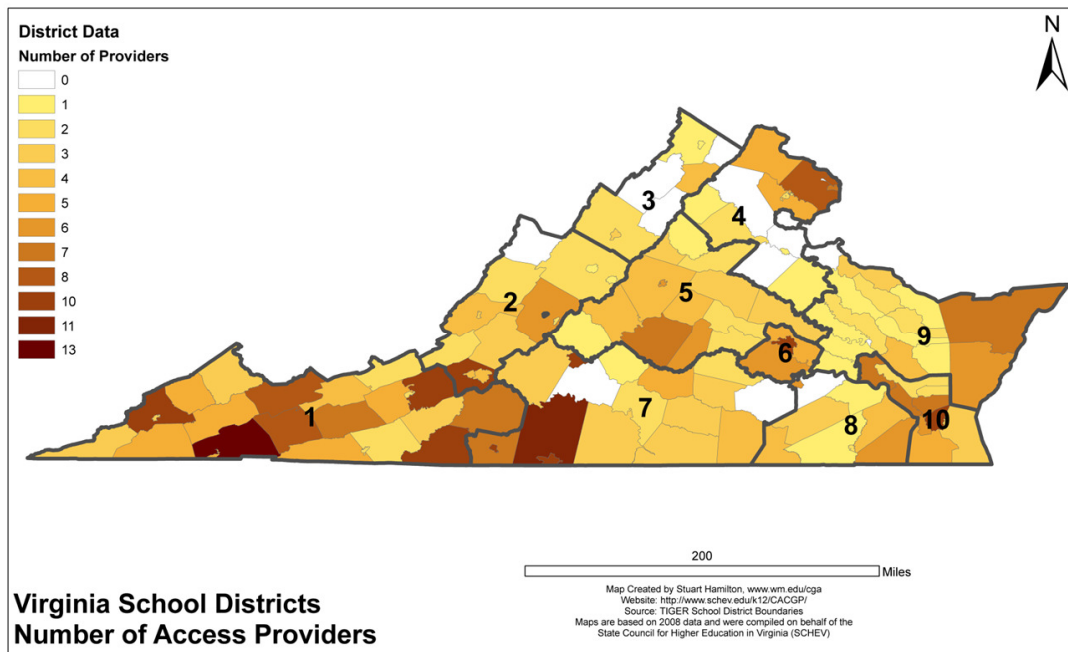 District Data
Number of Providers
0
1
2
3
4
5
6
7
8
10
11
13
N
3
4
2
5
9
6
1
7
8
10
200
Miles
Virginia School Districts
Number of Access Providers
Map Created by Stuart Hamilton, www.wm.edu/cga
Website: http://www.schev.edu/k12/CACGP/
Source: TIGER School District Boundaries
Maps are based on 2008 data and were compiled on behalf of the
State Council for Higher Education in Virginia (SCHEV)